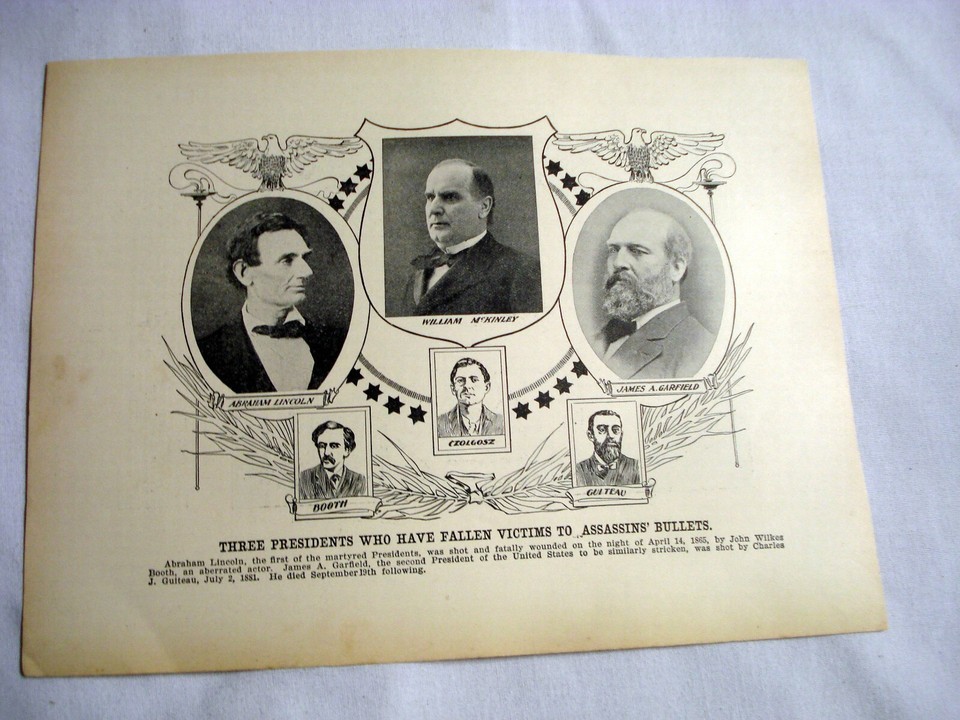 WILLIAM McKINLEY
ABRAHAM LINCOLN
JAMES A. GARFIELD
CZOLGOSZ
BOOTH
GUITEAU
THREE PRESIDENTS WHO HAVE FALLEN VICTIMS TO ASSASSINS' BULLETS.
Abraham Lincoln, the first of the martyred Presidents, was shot and fatally wounded on the night of April 14, 1865, by John Wilkes
Booth, an aberrated actor. James A. Garfield, the second President of the United States to be similarly stricken, was shot by Charles
J. Guiteau, July 2, 1881. He died September 19th following.